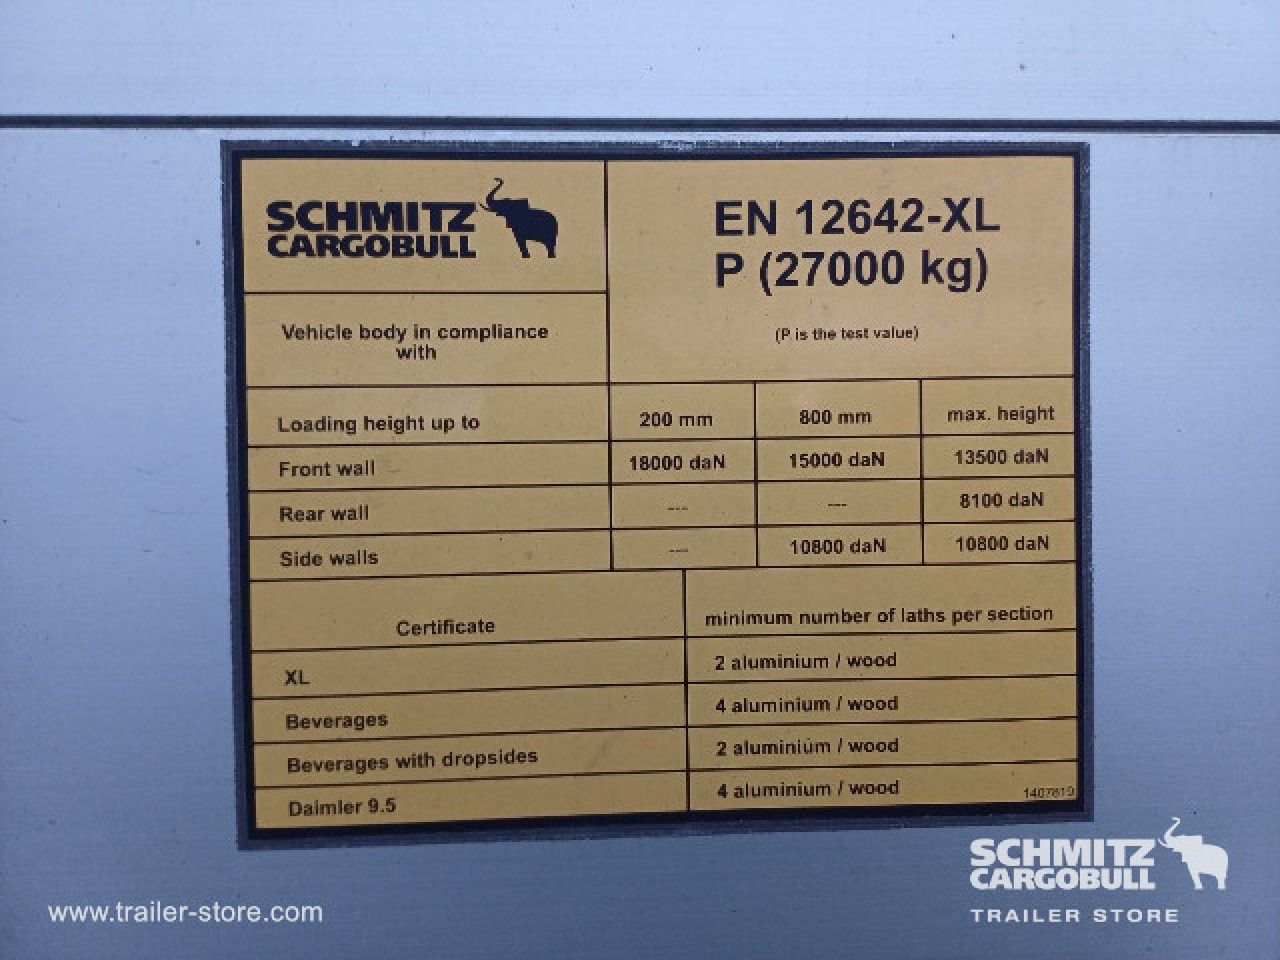 SCHMITZ
CARGOBULL
EN 12642-XL
P (27000 kg)
(P is the test value)
Vehicle body in compliance
with
Loading height up to 200 mm 800 mm max. height
Front wall 18000 daN 15000 daN 13500 daN
Rear wall --- --- 8100 daN
Side walls --- 10800 daN 10800 daN
Certificate minimum number of laths per section
XL 2 aluminium / wood
Beverages 4 aluminium / wood
Beverages with dropsides 2 aluminium / wood
Daimler 9.5 4 aluminium / wood
1407819
SCHMITZ
CARGOBULL
TRAILER STORE
www.trailer-store.com